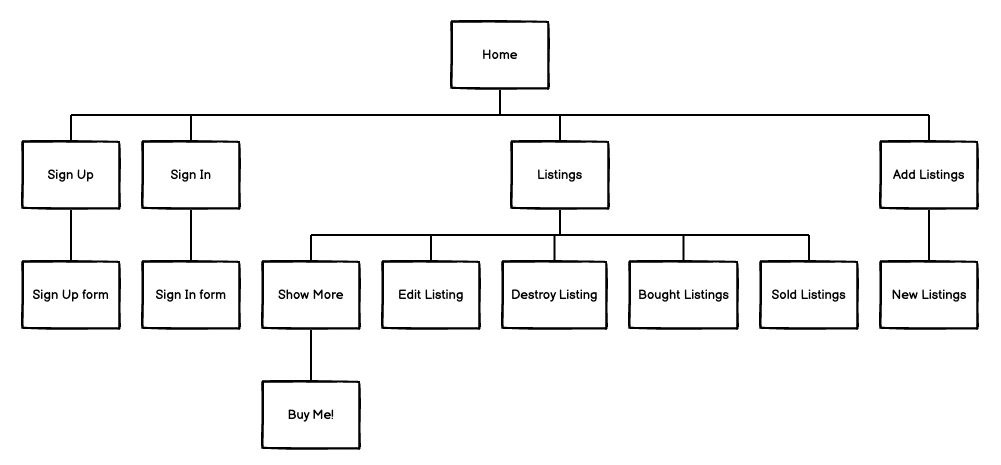 Home
Sign Up
Sign In
Listings
Add Listings
Sign Up form
Sign In form
Show More
Edit Listing
Destroy Listing
Bought Listings
Sold Listings
New Listings
Buy Me!